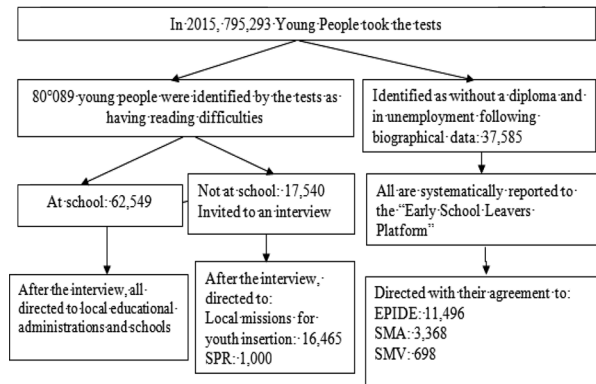 In 2015, 795,293 Young People took the tests
80°089 young people were identified by the tests as
having reading difficulties
Identified as without a diploma and
in unemployment following
biographical data: 37,585
At school: 62,549
Not at school: 17,540
Invited to an interview
All are systematically reported to
the “Early School Leavers
Platform”
After the interview, all
directed to local educational
administrations and schools
After the interview,
directed to:
Local missions for
youth insertion: 16,465
SPR: 1,000
Directed with their agreement to:
EPIDE: 11,496
SMA: 3,368
SMV: 698